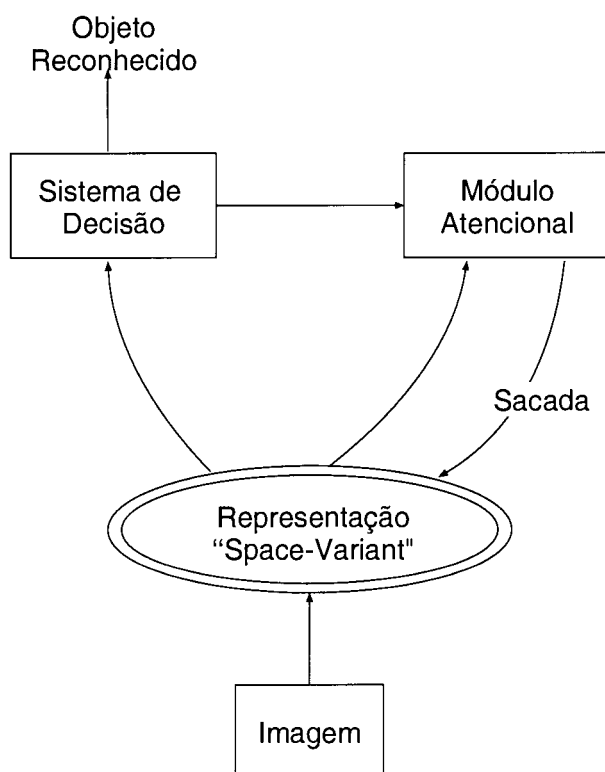 Objeto
Reconhecido
Sistema de
Decisão
Módulo
Atencional
Sacada
Representação
“Space-Variant"
Imagem